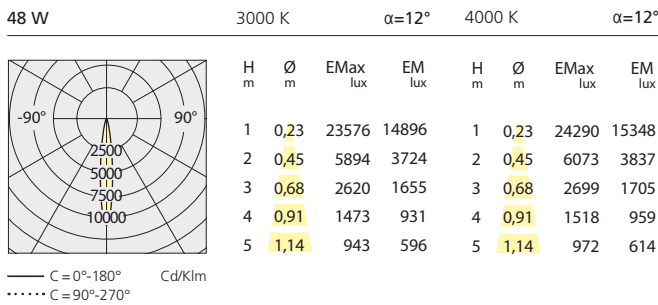 48 W 3000 K α=12° 4000 K α=12°
H Ø EMax EM H Ø EMax EM
m m lux lux m m lux lux
-90° 90°
1 0,23 23576 14896 1 0,23 24290 15348
2500
2 0,45 5894 3724 2 0,45 6073 3837
5000
3 0,68 2620 1655 3 0,68 2699 1705
7500
4 0,91 1473 931 4 0,91 1518 959
10000
5 1,14 943 596 5 1,14 972 614
C = 0°-180° Cd/Klm
C = 90°-270°